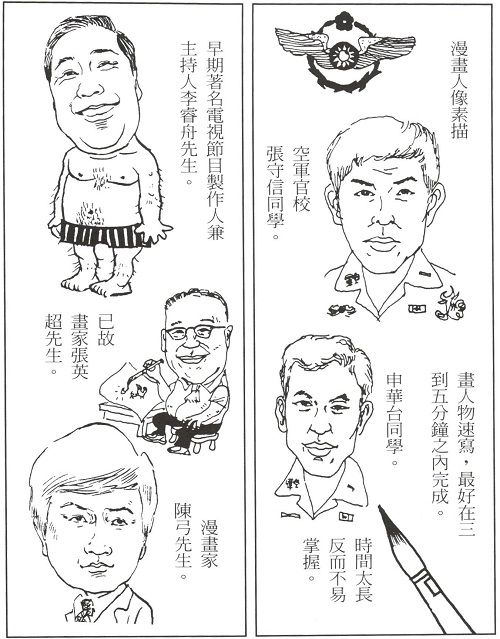 漫畫人像素描
空軍官校
張守信同學。
畫人物速寫，最好在三
到五分鐘之內完成。
申華台同學。
時間太長
反而不易
掌握。
早期著名電視節目製作人兼
主持人李睿舟先生。
已故
畫家張英
超先生。
漫畫家
陳弓先生。